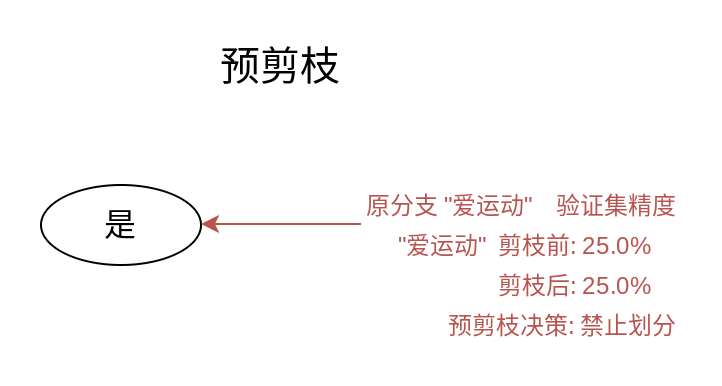 预剪枝
是
原分支 "爱运动" 验证集精度
"爱运动" 剪枝前: 25.0%
剪枝后: 25.0%
预剪枝决策: 禁止划分